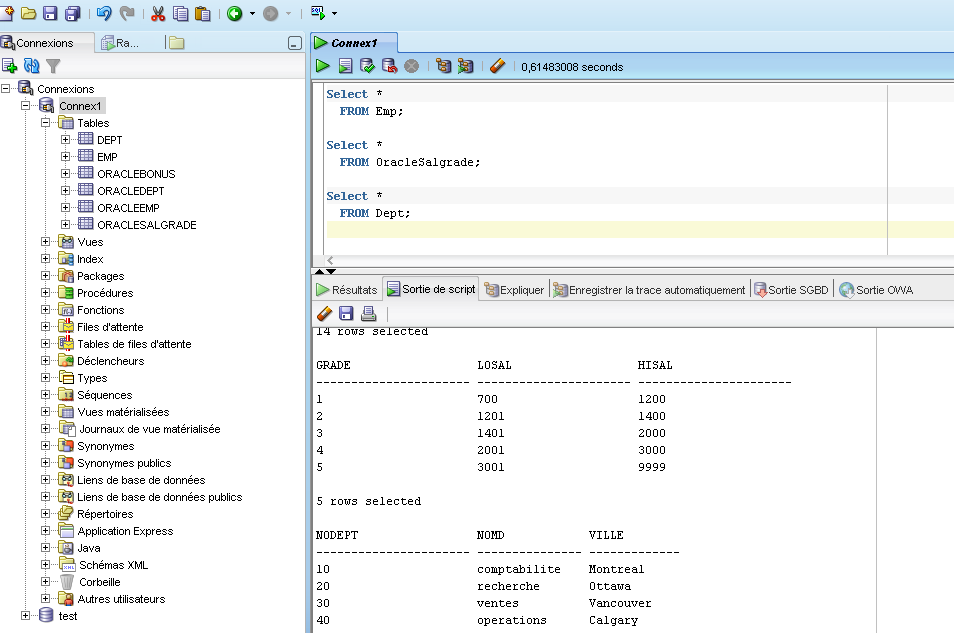 Connexions
Ra...
Connexions
Connex1
Tables
DEPT
EMP
ORACLEBONUS
ORACLEDEPT
ORACLEEMP
ORACLESALGRADE
Vues
Index
Packages
Procédures
Fonctions
Files d'attente
Tables de files d'attente
Déclencheurs
Types
Séquences
Vues matérialisées
Journaux de vue matérialisée
Synonymes
Synonymes publics
Liens de base de données
Liens de base de données publics
Répertoires
Application Express
Java
Schémas XML
Corbeille
Autres utilisateurs
test
Connex1
0,61483008 seconds
Select *
FROM Emp;
Select *
FROM OracleSalgrade;
Select *
FROM Dept;
Résultats Sortie de script Expliquer Enregistrer la trace automatiquement Sortie SGBD Sortie OWA
14 rows selected
GRADE LOSAL HISAL
---------------------- ---------------------- ----------------------
1 700 1200
2 1201 1400
3 1401 2000
4 2001 3000
5 3001 9999
5 rows selected
NODEPT NOMD VILLE
---------------------- --------------- -------------
10 comptabilite Montreal
20 recherche Ottawa
30 ventes Vancouver
40 operations Calgary